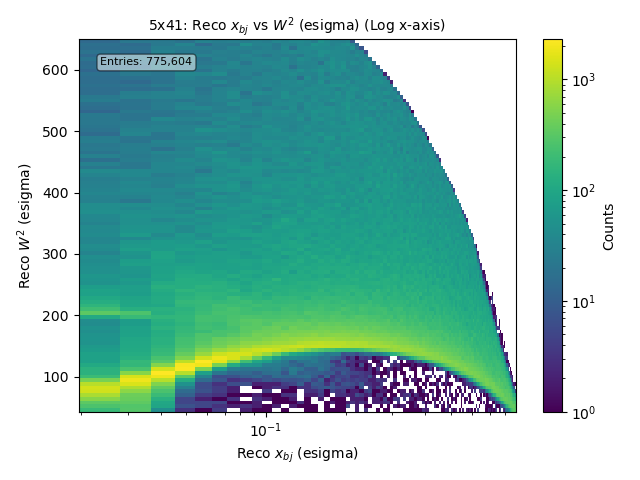 5x41: Reco x_{bj} vs W^2 (esigma) (Log x-axis)
Entries: 775,604
600
500
400
300
200
100
Reco W^2 (esigma)
10^{-1}
Reco x_{bj} (esigma)
10^3
10^2
10^1
10^0
Counts